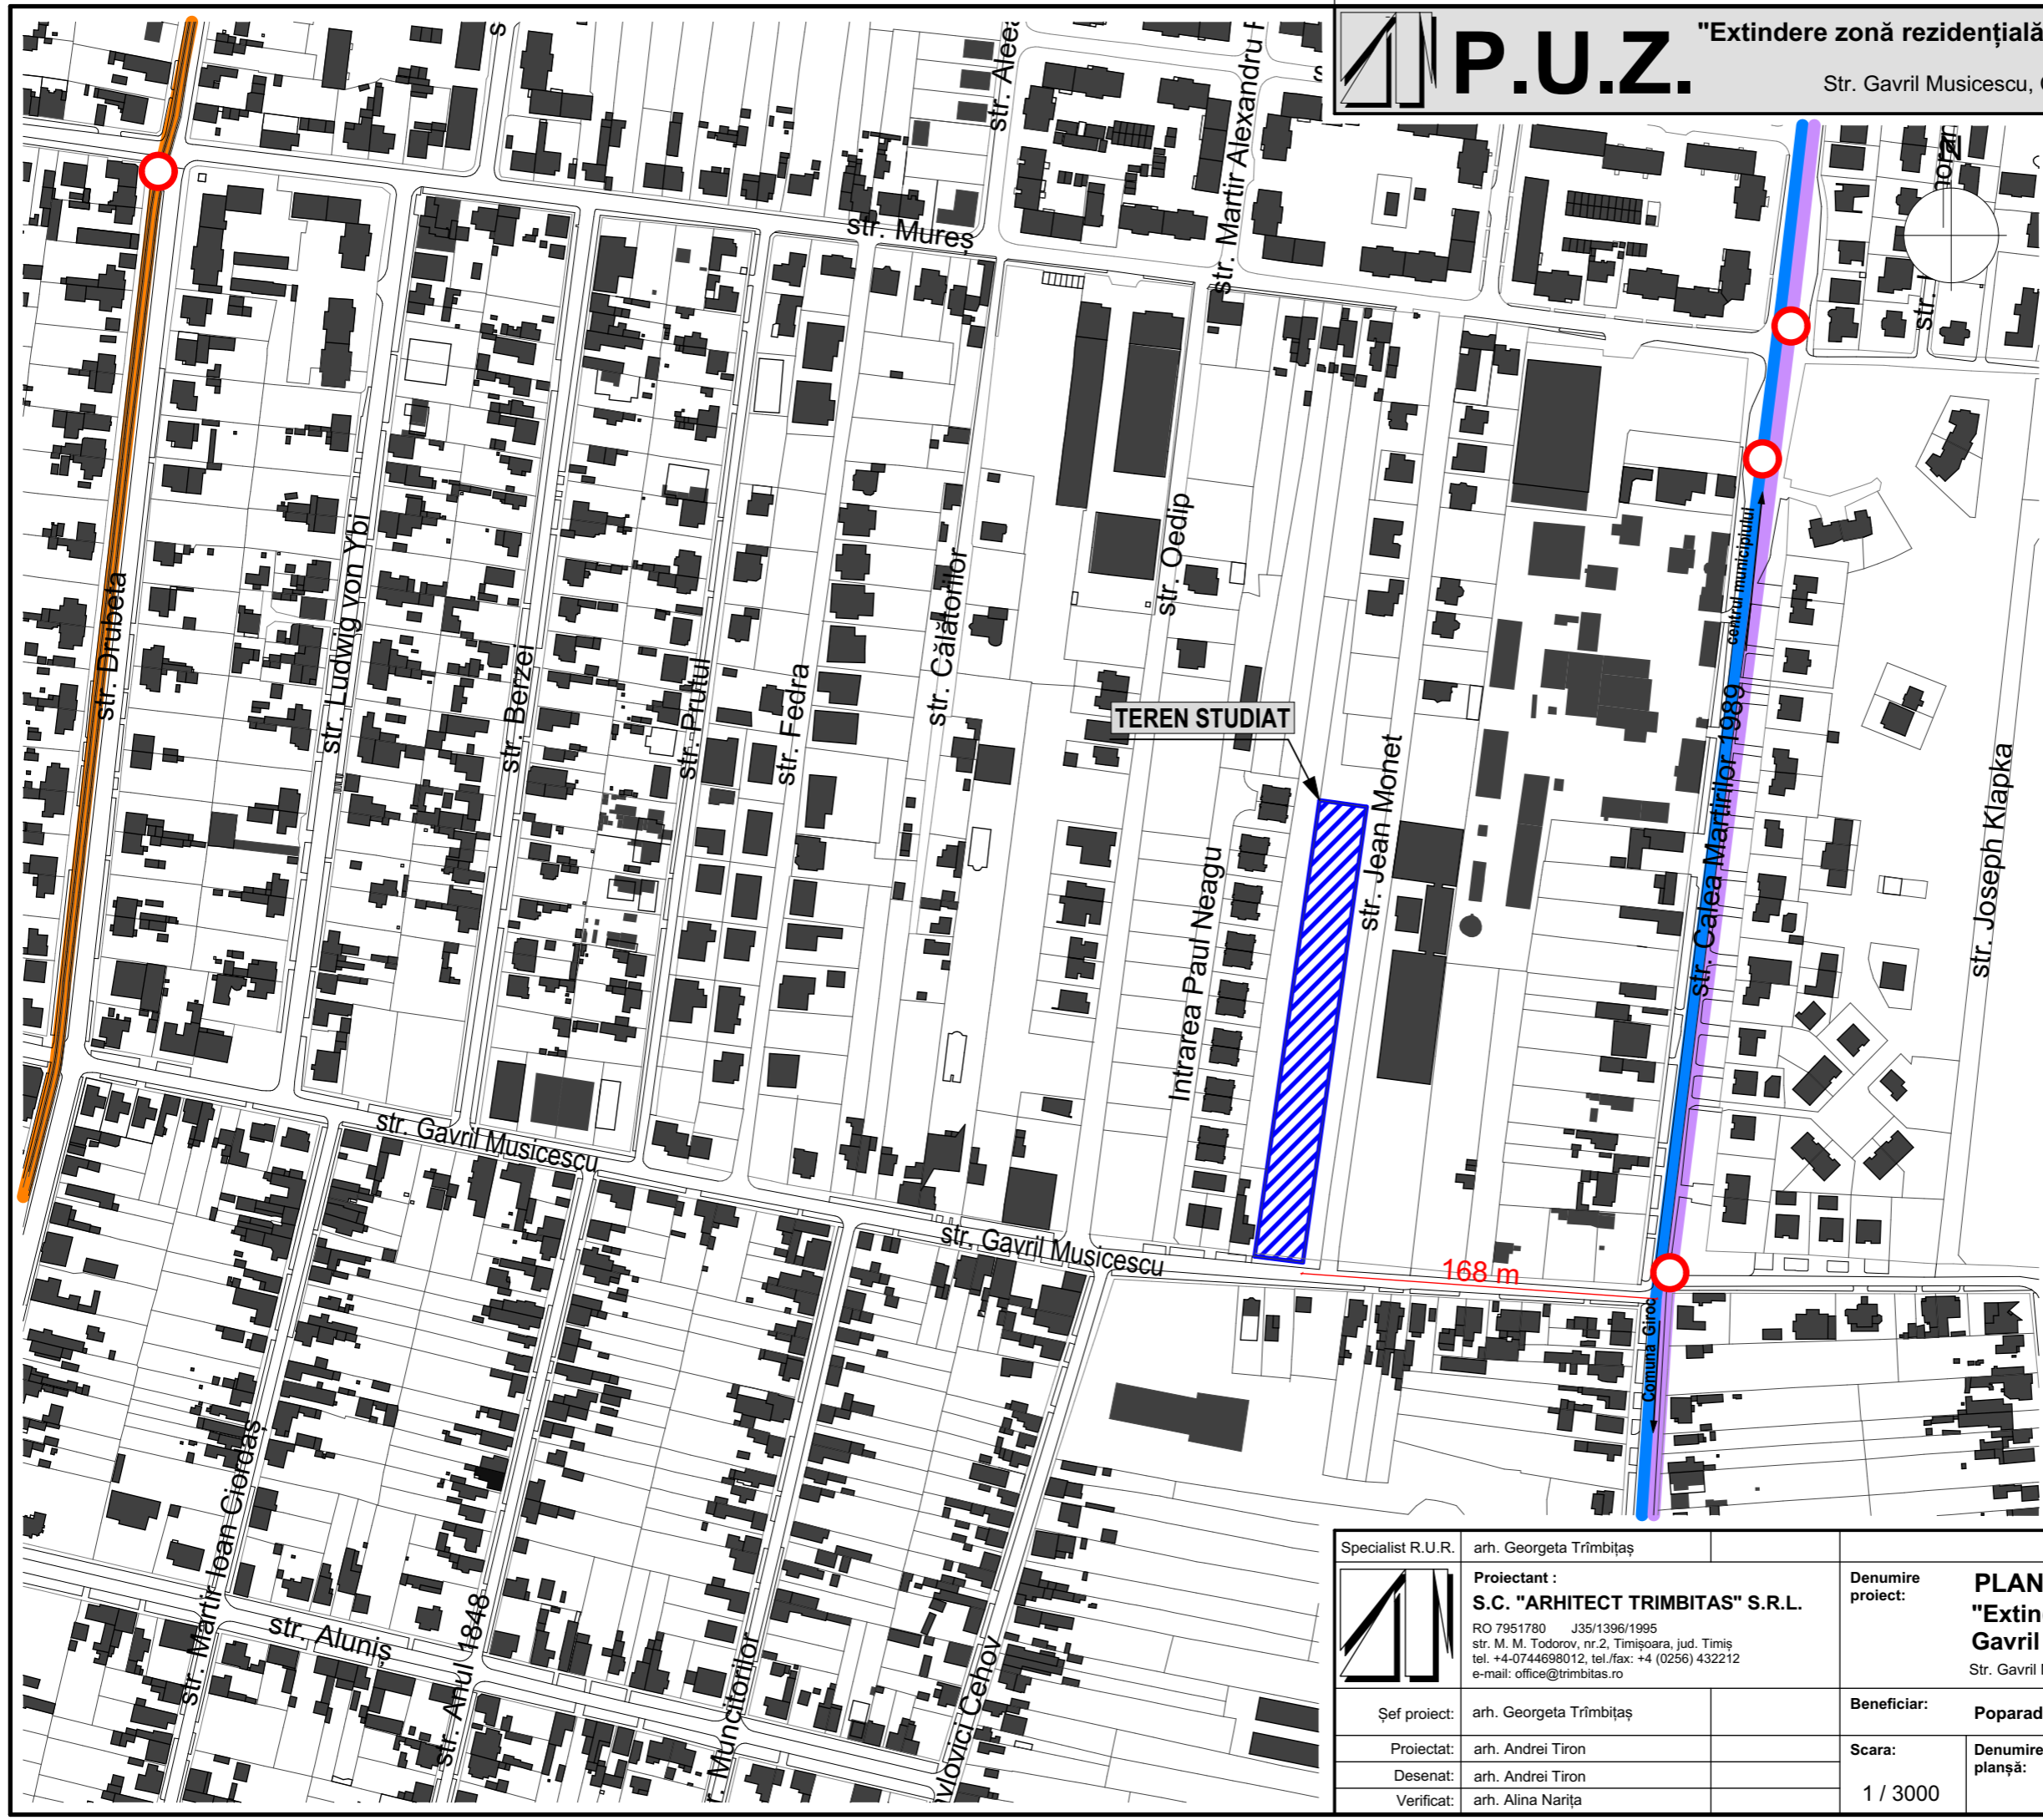 P.U.Z.
"Extindere zonă rezidențială
Str. Gavril Musicescu,
str. Martir Alexandru
str. Mureș
str. Drubeta
str. Ludwig von Ybl
str. Berzei
str. Prutul
str. Fedra
str. Călătorilor
str. Oedip
TEREN STUDIAT
str. Jean Monet
Intrarea Paul Neagu
centrul municipiului
str. Calea Martirilor 1989
str. Joseph Klapka
str. Gavril Musicescu
str. Gavril Musicescu
168 m
Comuna Giroc
str. Martir Ioan Ciordaș
str. Aluniș
str. Anul 1848
r. Muncitorilor
vlovici Cehov
Specialist R.U.R.
arh. Georgeta Trîmbițaș
Proiectant :
S.C. "ARHITECT TRIMBITAS" S.R.L.
RO 7951780 J35/1396/1995
str. M. M. Todorov, nr.2, Timișoara, jud. Timiș
tel. +4-0744698012, tel./fax: +4 (0256) 432212
e-mail: office@trimbitas.ro
Denumire
proiect:
PLAN
"Extin
Gavril
Str. Gavril
Șef proiect:
arh. Georgeta Trîmbițaș
Beneficiar:
Poparad
Proiectat:
arh. Andrei Tiron
Desenat:
arh. Andrei Tiron
Verificat:
arh. Alina Narița
Scara:
1 / 3000
Denumire
planșă: